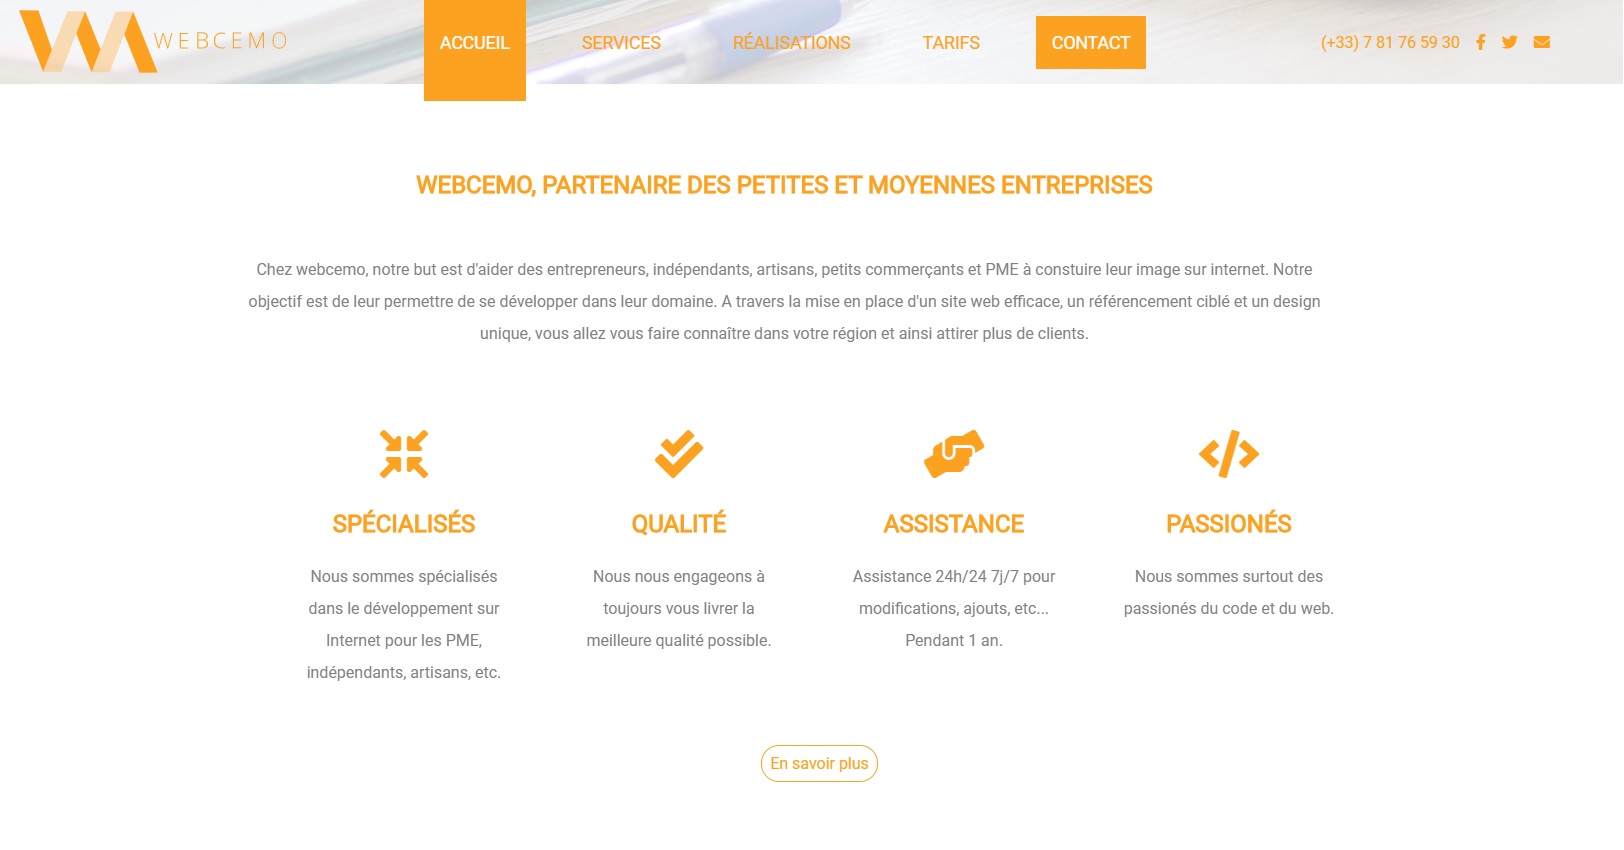 WEBCEMO
ACCUEIL
SERVICES
RÉALISATIONS
TARIFS
CONTACT
(+33) 7 81 76 59 30
WEBCEMO, PARTENAIRE DES PETITES ET MOYENNES ENTREPRISES
Chez webcemo, notre but est d'aider des entrepreneurs, indépendants, artisans, petits commerçants et PME à constuire leur image sur internet. Notre
objectif est de leur permettre de se développer dans leur domaine. A travers la mise en place d'un site web efficace, un référencement ciblé et un design
unique, vous allez vous faire connaître dans votre région et ainsi attirer plus de clients.
SPÉCIALISÉS
Nous sommes spécialisés
dans le développement sur
Internet pour les PME,
indépendants, artisans, etc.
QUALITÉ
Nous nous engageons à
toujours vous livrer la
meilleure qualité possible.
ASSISTANCE
Assistance 24h/24 7j/7 pour
modifications, ajouts, etc...
Pendant 1 an.
PASSIONÉS
Nous sommes surtout des
passionés du code et du web.
En savoir plus